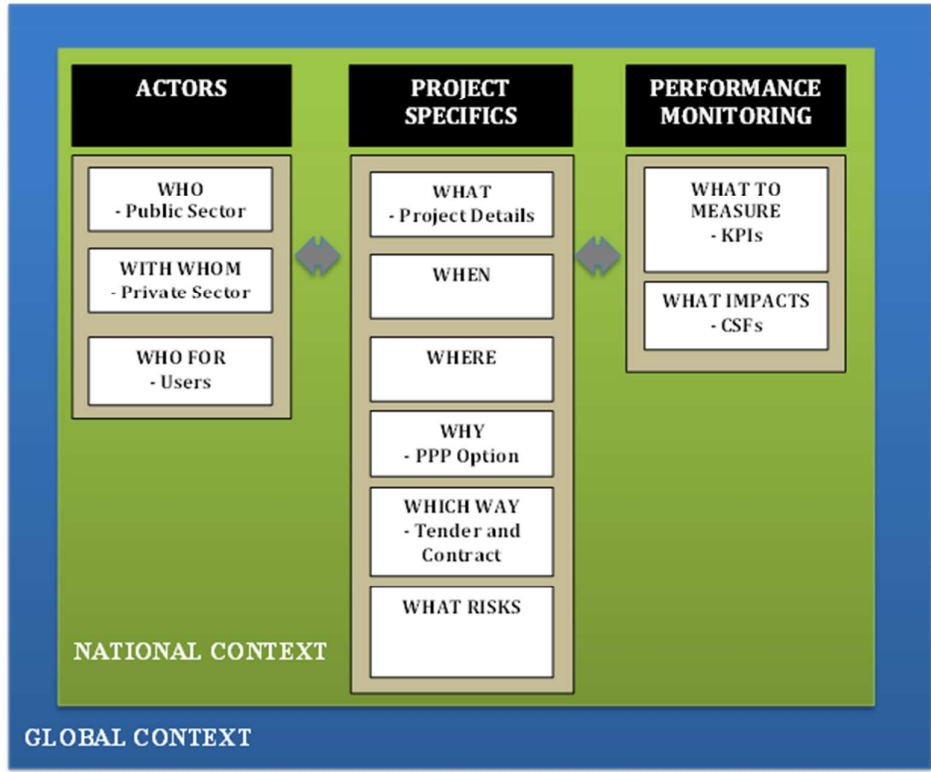 ACTORS
WHO
- Public Sector
WITH WHOM
- Private Sector
WHO FOR
- Users
PROJECT
SPECIFICS
WHAT
- Project Details
WHEN
WHERE
WHY
- PPP Option
WHICH WAY
- Tender and
Contract
WHAT RISKS
PERFORMANCE
MONITORING
WHAT TO
MEASURE
- KPIs
WHAT IMPACTS
- CSFs
NATIONAL CONTEXT
GLOBAL CONTEXT